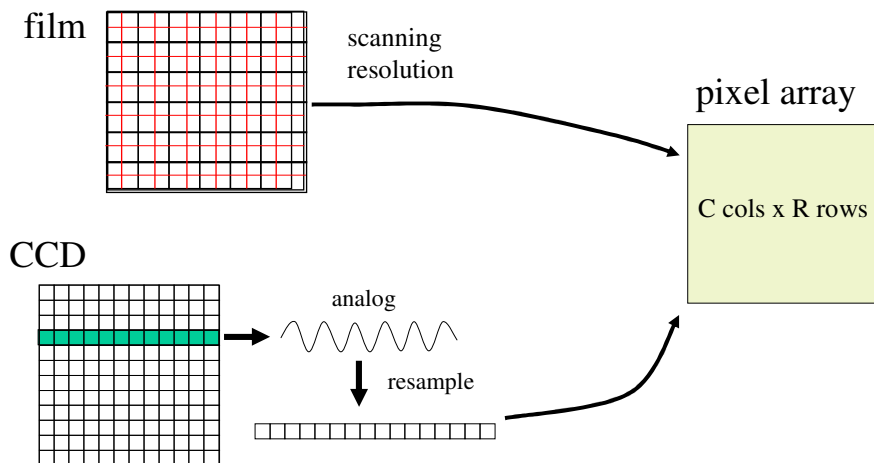 film
scanning
resolution
pixel array
C cols x R rows
CCD
analog
resample